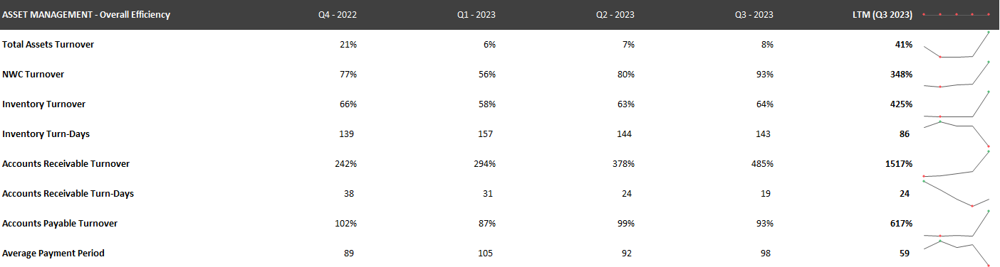 ASSET MANAGEMENT - Overall Efficiency Q4 - 2022 Q1 - 2023 Q2 - 2023 Q3 - 2023 LTM (Q3 2023)
Total Assets Turnover 21% 6% 7% 8% 41%
NWC Turnover 77% 56% 80% 93% 348%
Inventory Turnover 66% 58% 63% 64% 425%
Inventory Turn-Days 139 157 144 143 86
Accounts Receivable Turnover 242% 294% 378% 485% 1517%
Accounts Receivable Turn-Days 38 31 24 19 24
Accounts Payable Turnover 102% 87% 99% 93% 617%
Average Payment Period 89 105 92 98 59